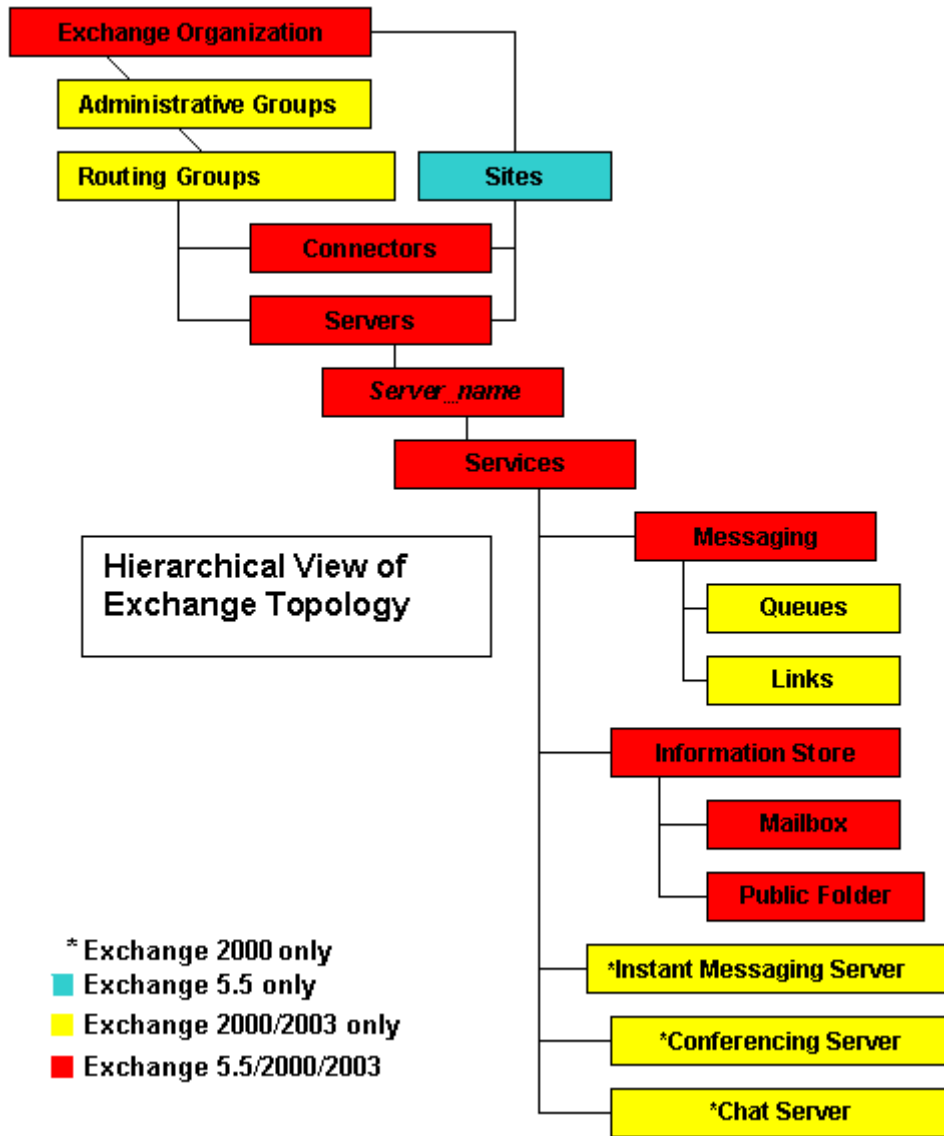 Exchange Organization
Administrative Groups
Routing Groups
Sites
Connectors
Servers
Server_name
Services
Messaging
Hierarchical View of
Exchange Topology
Queues
Links
Information Store
Mailbox
Public Folder
* Exchange 2000 only
Exchange 5.5 only
Exchange 2000/2003 only
Exchange 5.5/2000/2003
*Instant Messaging Server
*Conferencing Server
*Chat Server